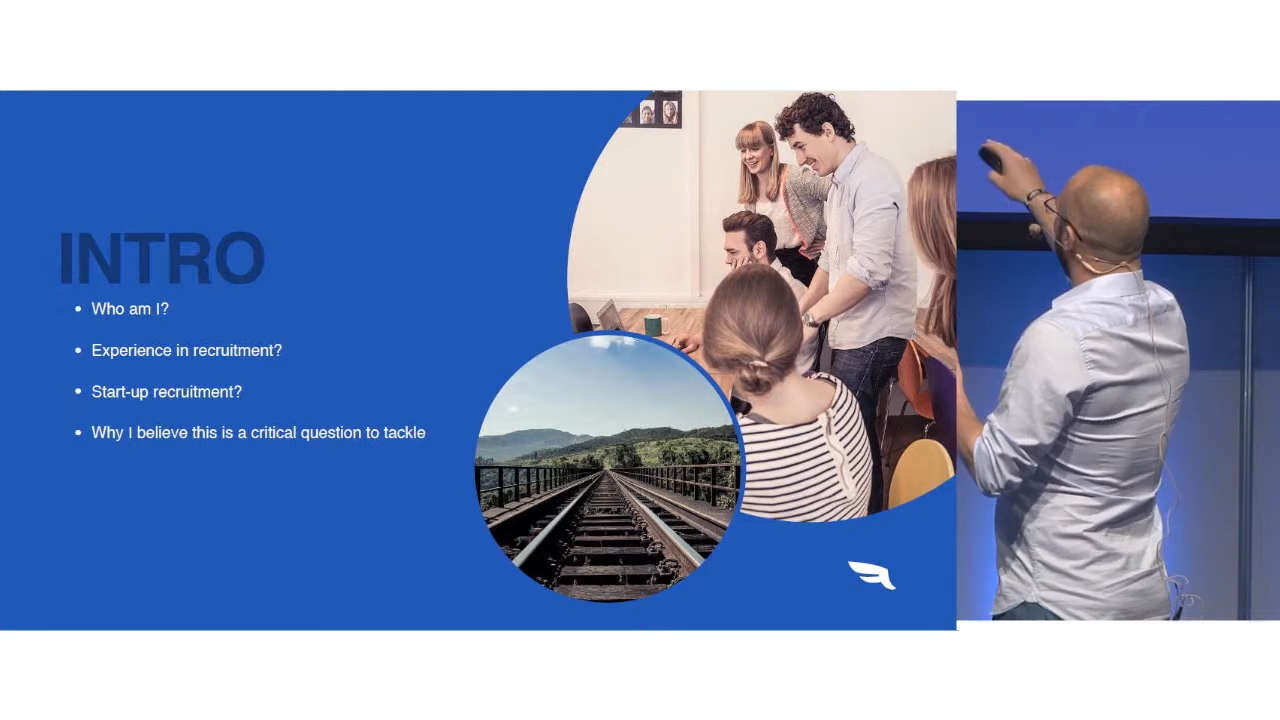 INTRO
• Who am I?
• Experience in recruitment?
• Start-up recruitment?
• Why I believe this is a critical question to tackle